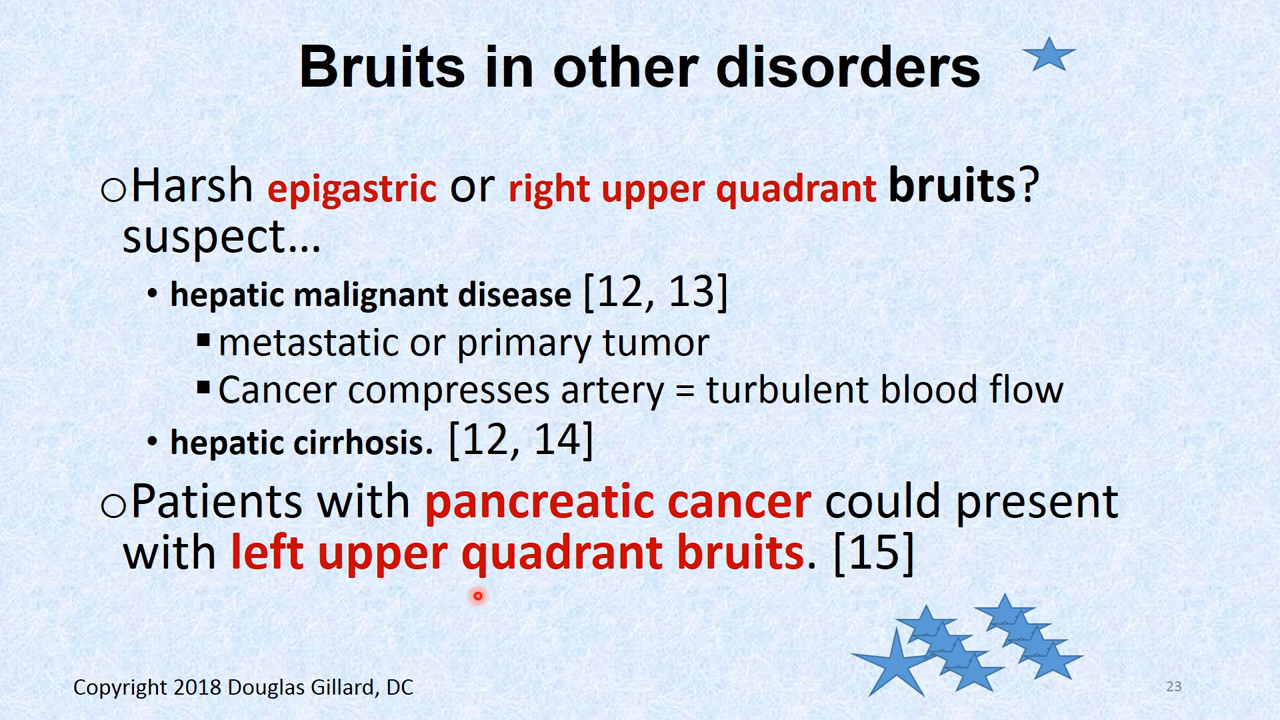 Bruits in other disorders
oHarsh epigastric or right upper quadrant bruits?
suspect...
• hepatic malignant disease [12, 13]
▪ metastatic or primary tumor
▪ Cancer compresses artery = turbulent blood flow
• hepatic cirrhosis. [12, 14]
oPatients with pancreatic cancer could present
with left upper quadrant bruits. [15]
Copyright 2018 Douglas Gillard, DC
23